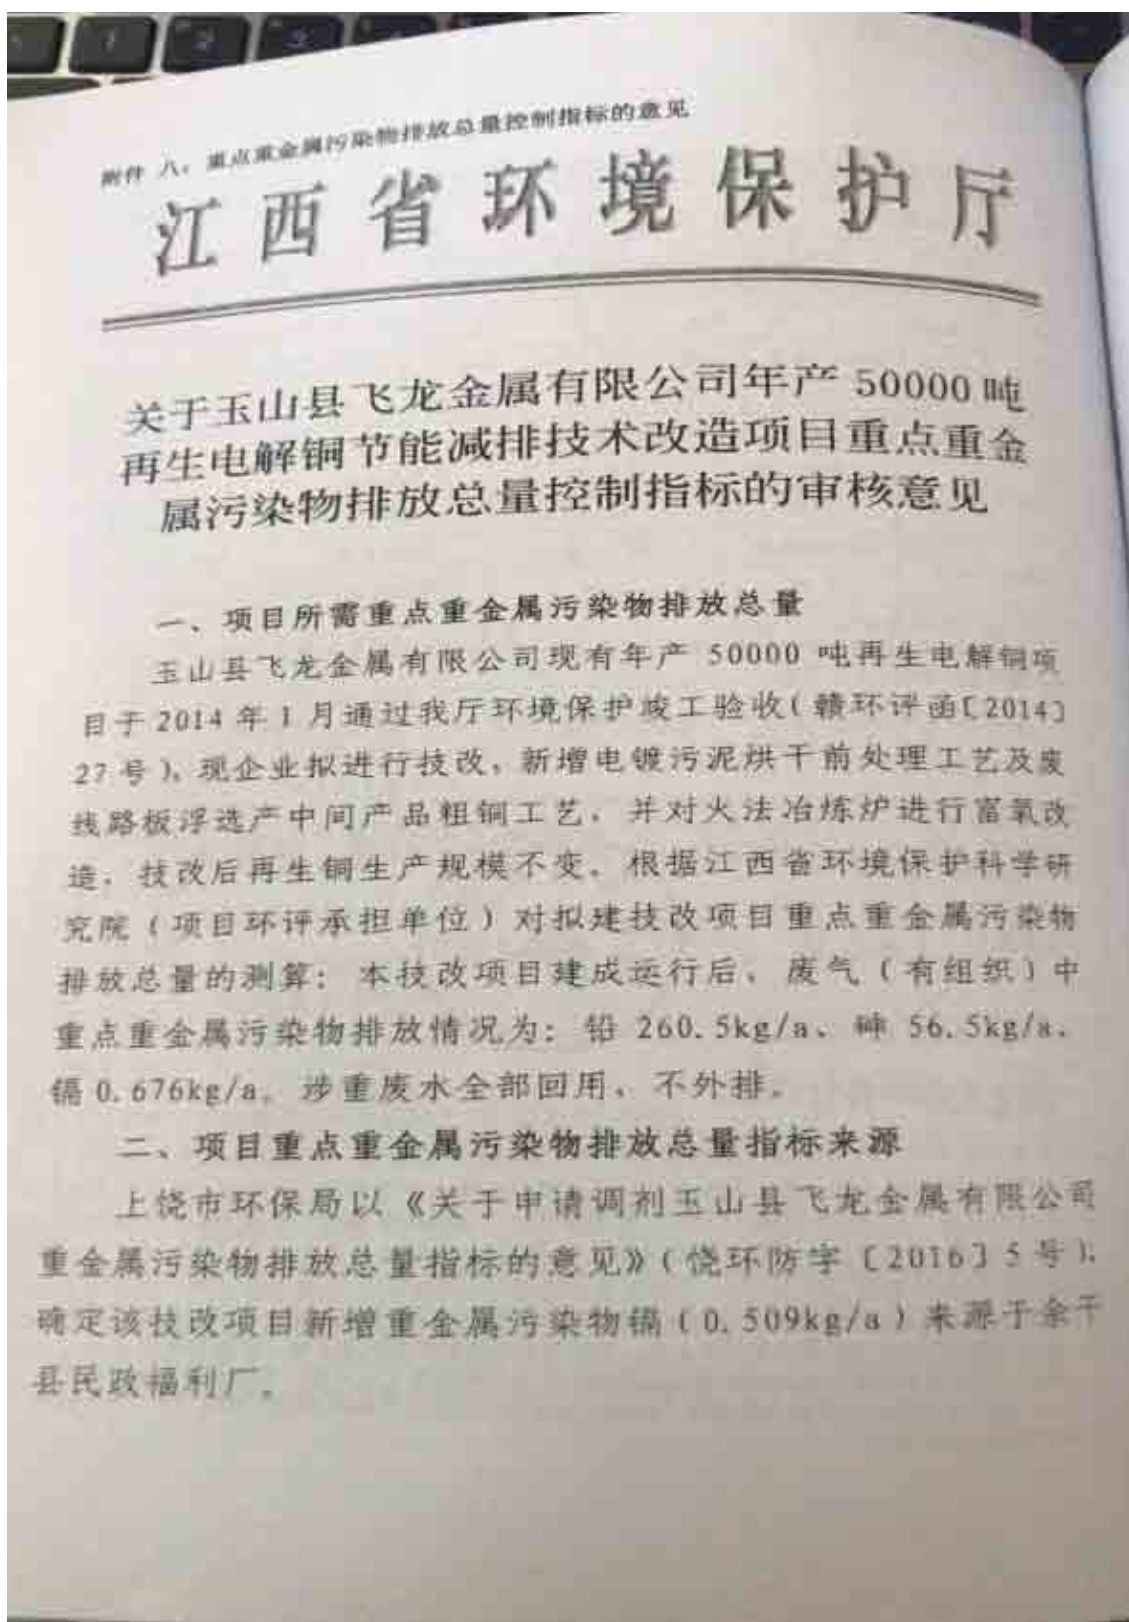 附件 八：重点重金属污染物排放总量控制指标的意见
江西省环境保护厅
关于玉山县飞龙金属有限公司年产 50000 吨
再生电解铜节能减排技术改造项目重点重金
属污染物排放总量控制指标的审核意见
一、项目所需重点重金属污染物排放总量
玉山县飞龙金属有限公司现有年产 50000 吨再生电解铜项
目于 2014 年 1 月通过我厅环境保护竣工验收（赣环评函〔2014〕
27 号），现企业拟进行技改，新增电镀污泥烘干前处理工艺及废
线路板浮选产中间产品粗铜工艺，并对火法冶炼炉进行富氧改
造，技改后再生铜生产规模不变。根据江西省环境保护科学研
究院（项目环评承担单位）对拟建技改项目重点重金属污染物
排放总量的测算：本技改项目建成运行后，废气（有组织）中
重点重金属污染物排放情况为：铅 260.5kg/a、砷 56.5kg/a、
镉 0.676kg/a。涉重废水全部回用，不外排。
二、项目重点重金属污染物排放总量指标来源
上饶市环保局以《关于申请调剂玉山县飞龙金属有限公司
重金属污染物排放总量指标的意见》（饶环防字〔2016〕5 号），
确定该技改项目新增重金属污染物镉（0.509kg/a）来源于余干
县民政福利厂。
1
2
3